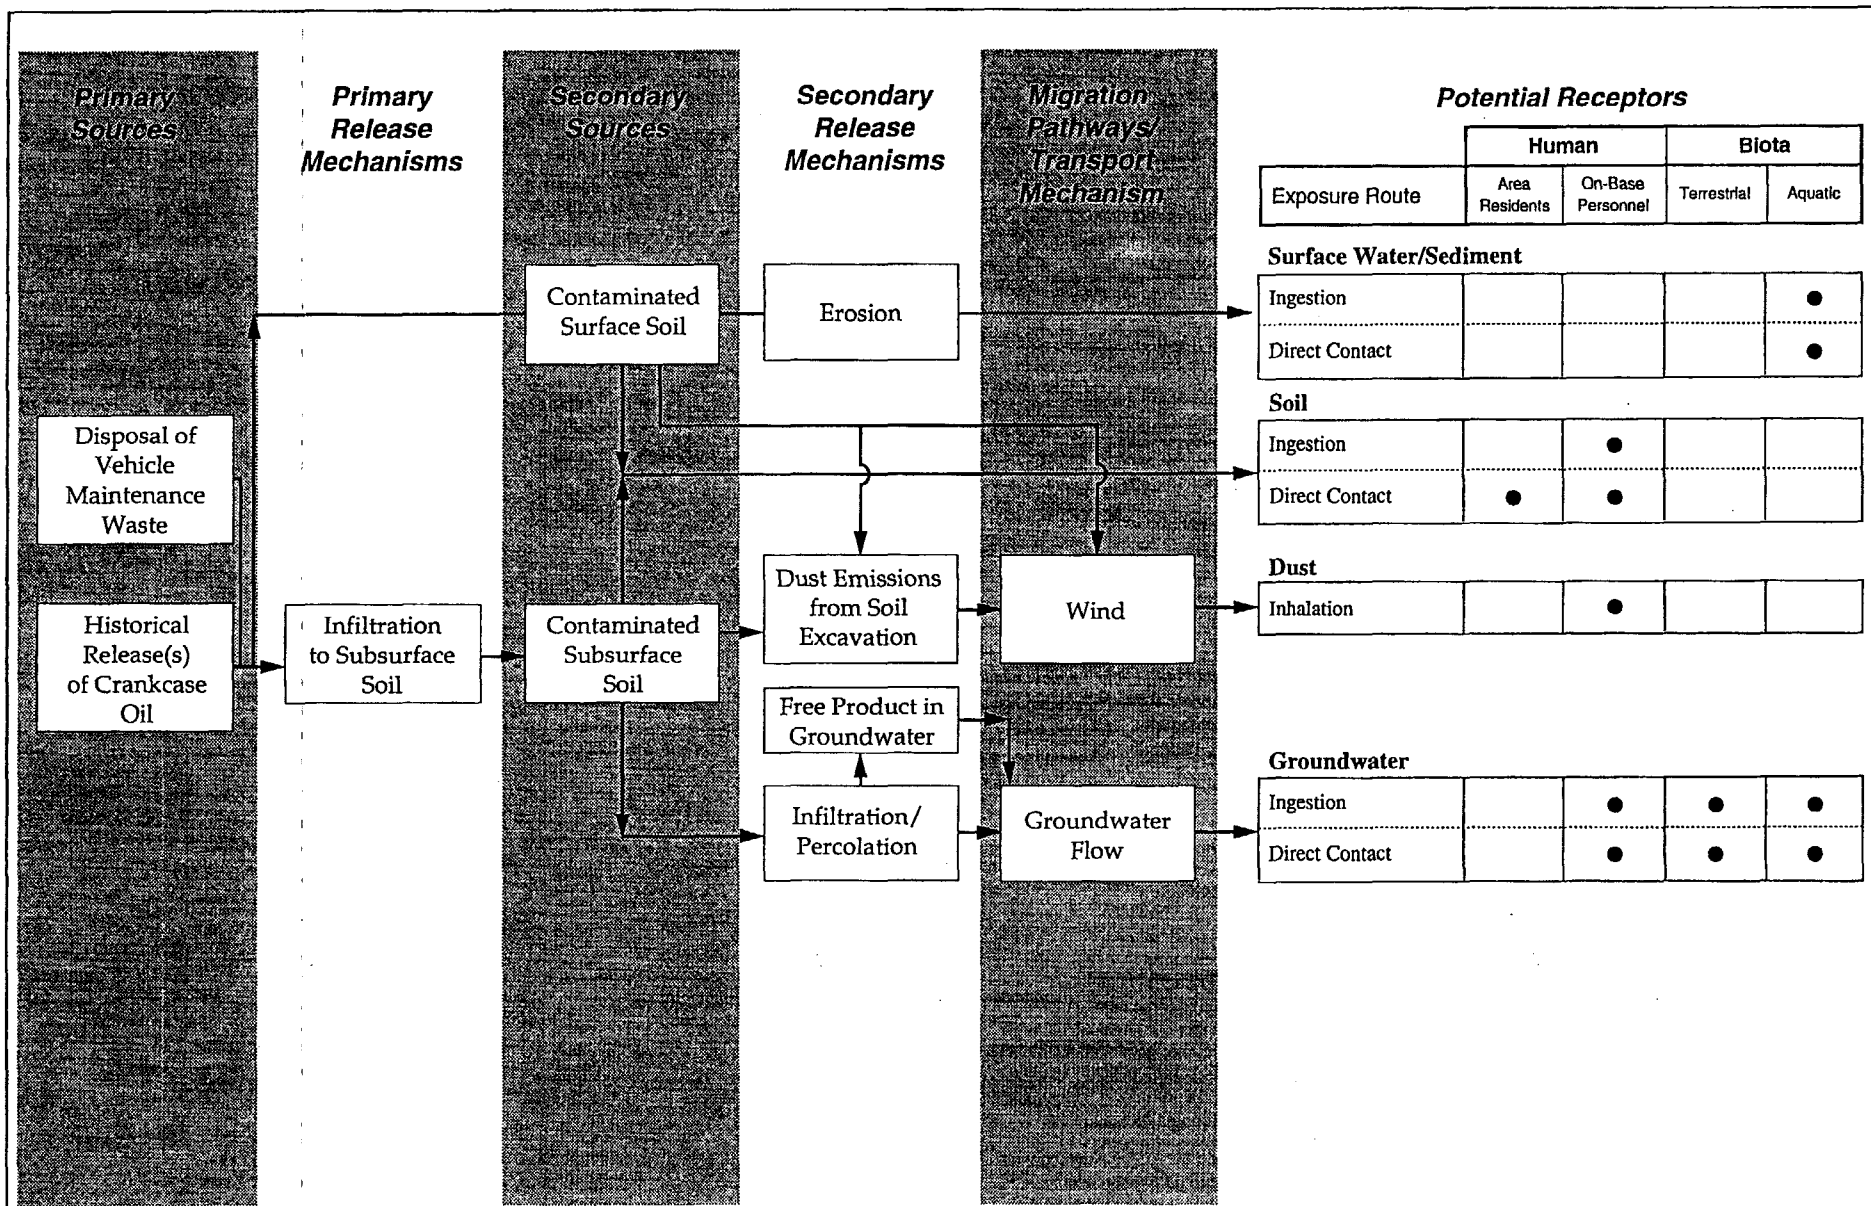 Primary
Sources
Primary
Release
Mechanisms
Secondary
Sources
Secondary
Release
Mechanisms
Migration
Pathways/
Transport
Mechanism
Potential Receptors
Human
Biota
Exposure Route
Area
Residents
On-Base
Personnel
Terrestrial
Aquatic
Surface Water/Sediment
Ingestion
Direct Contact
Contaminated
Surface Soil
Erosion
Soil
Ingestion
Direct Contact
Disposal of
Vehicle
Maintenance
Waste
Dust
Inhalation
Historical
Release(s)
of Crankcase
Oil
Infiltration
to Subsurface
Soil
Contaminated
Subsurface
Soil
Dust Emissions
from Soil
Excavation
Wind
Free Product in
Groundwater
Infiltration/
Percolation
Groundwater
Flow
Groundwater
Ingestion
Direct Contact